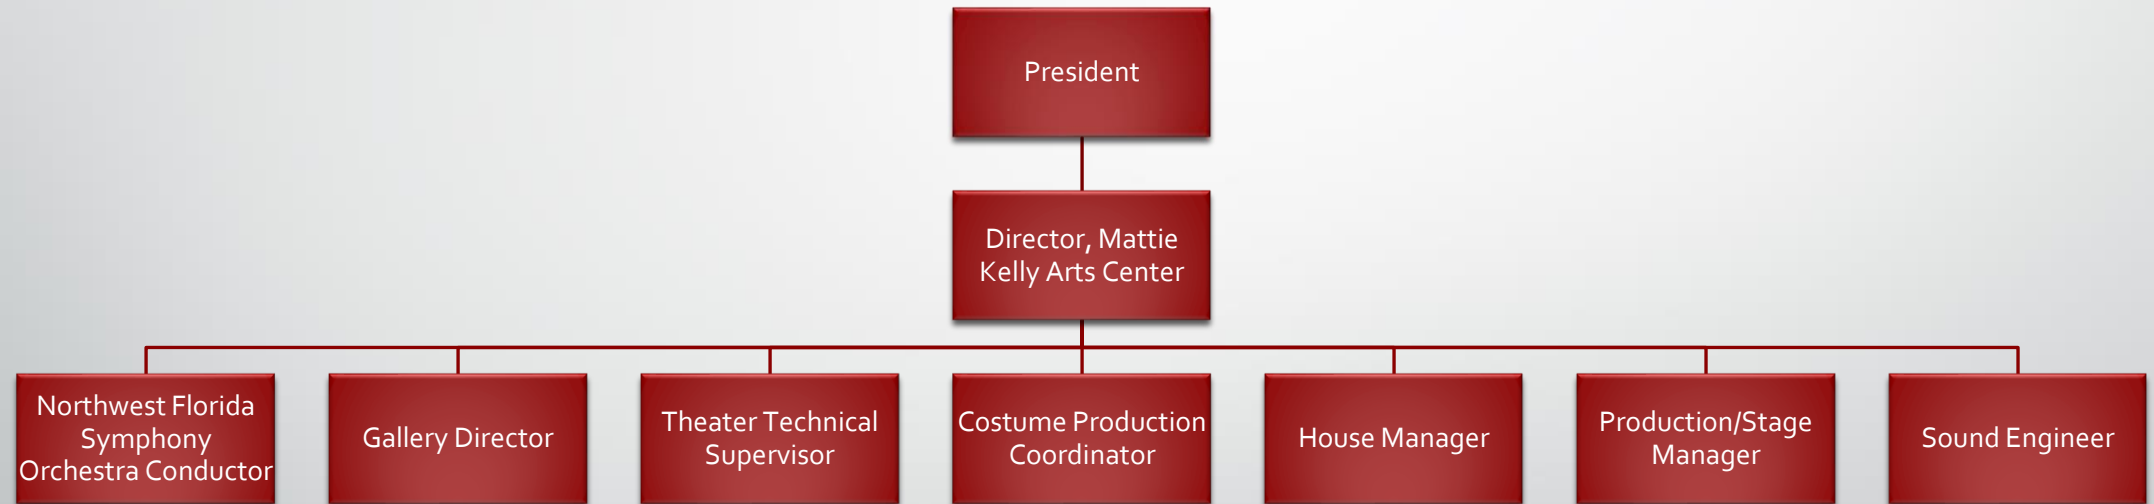 President
Director, Mattie
Kelly Arts Center
Northwest Florida
Symphony
Orchestra Conductor
Gallery Director
Theater Technical
Supervisor
Costume Production
Coordinator
House Manager
Production/Stage
Manager
Sound Engineer